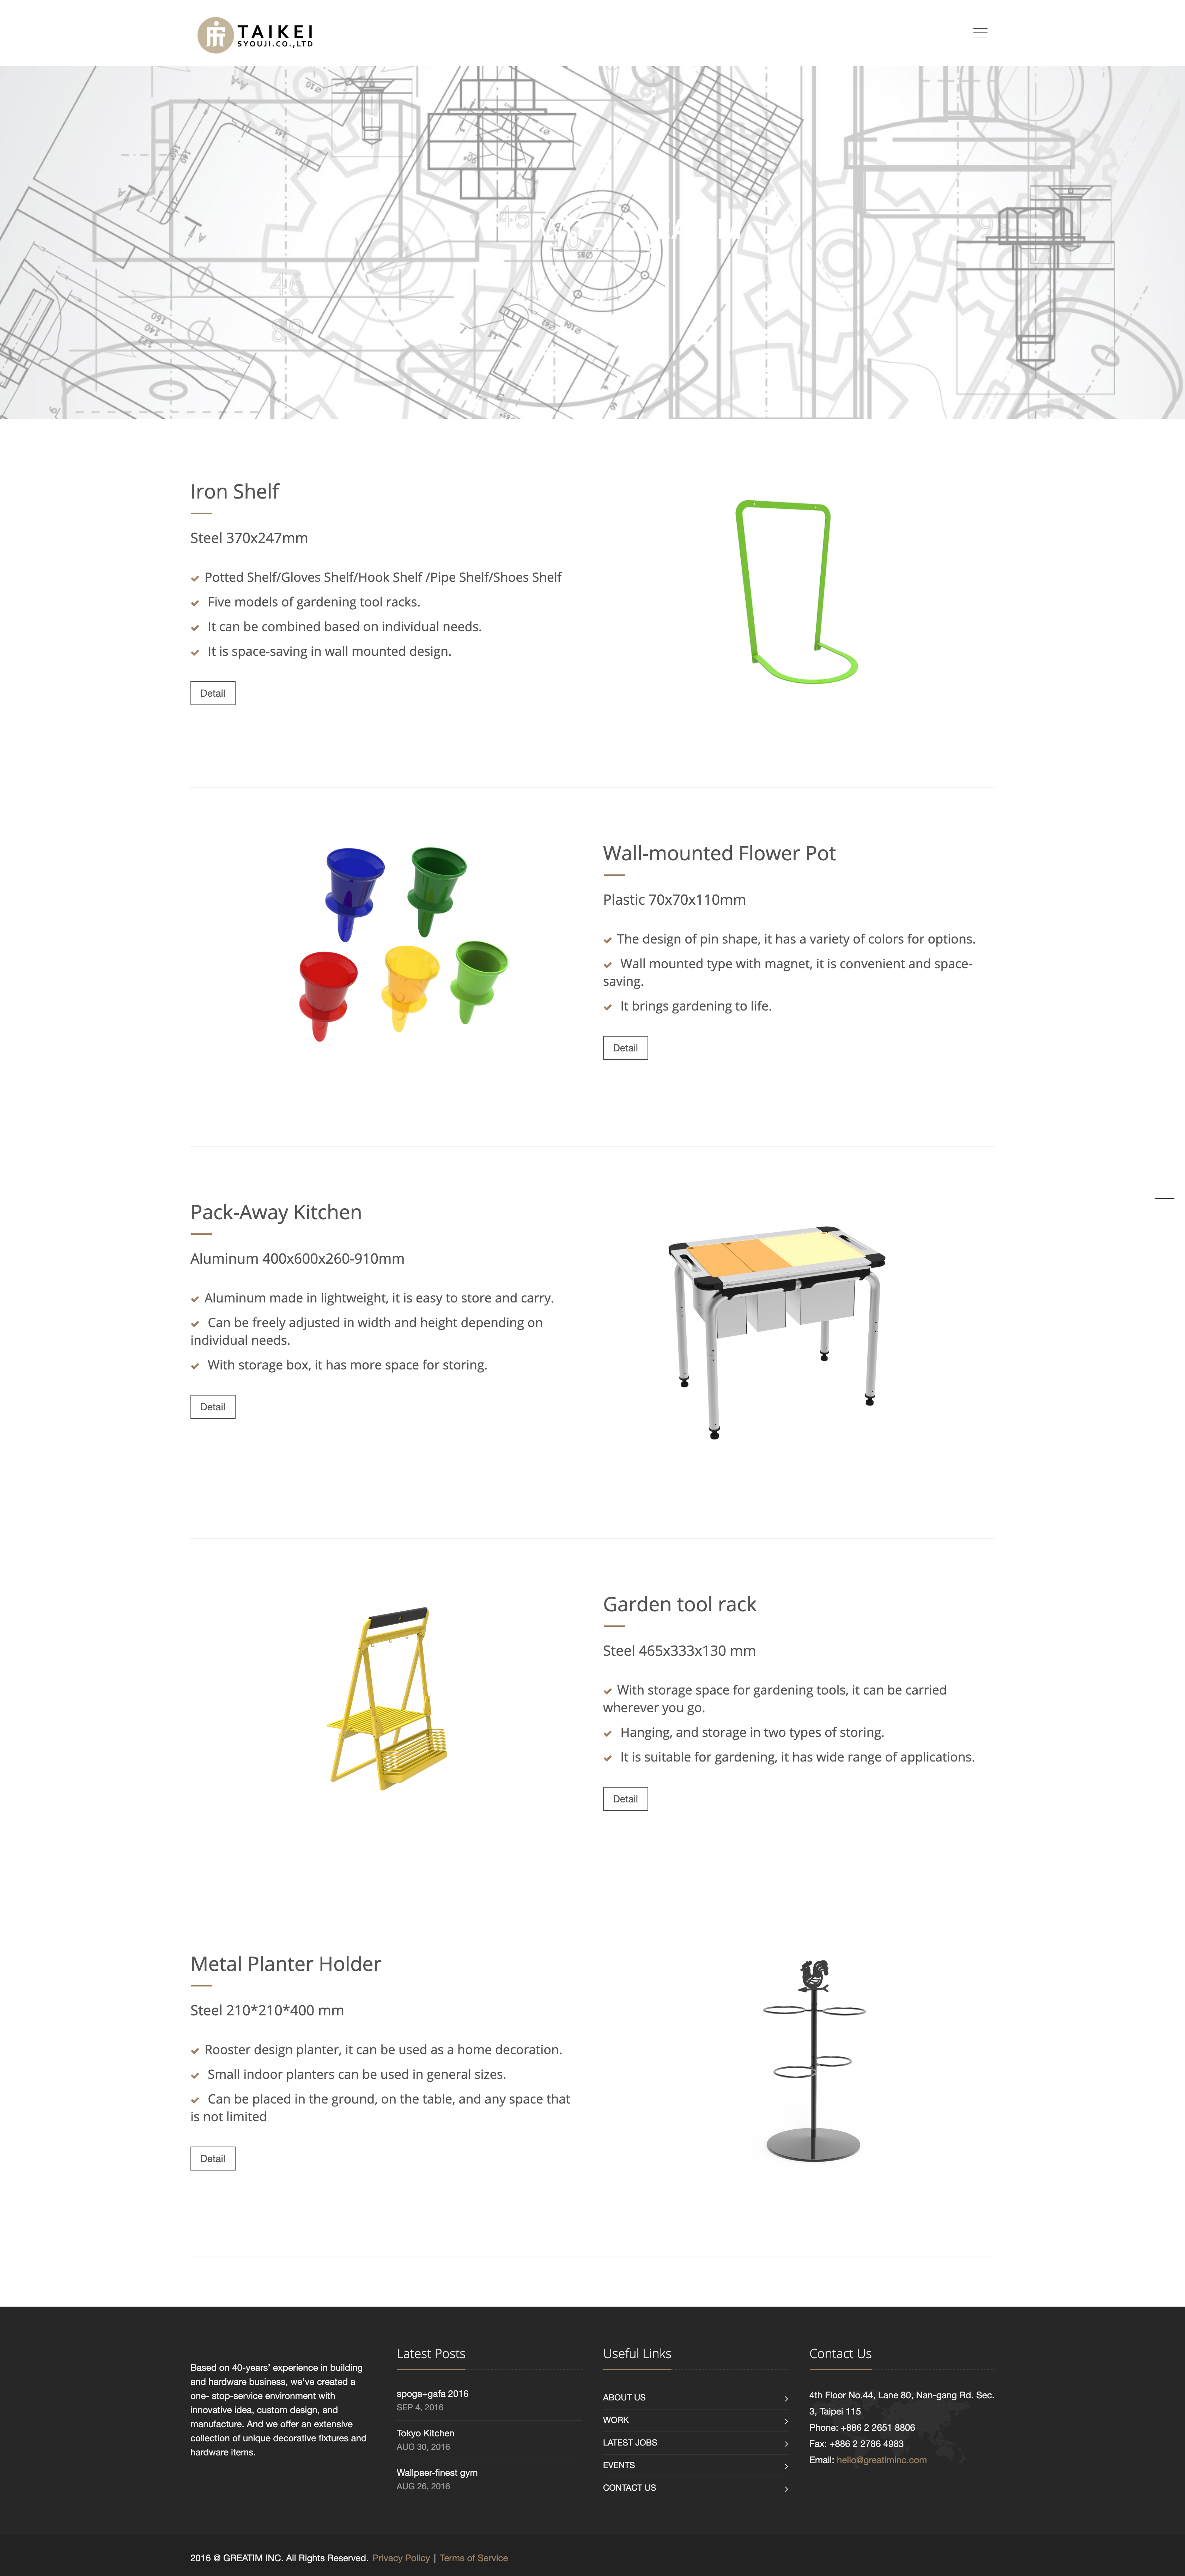 TAIKEI
SYOUJI.CO.,LTD
Iron Shelf
Steel 370x247mm
Potted Shelf/Gloves Shelf/Hook Shelf /Pipe Shelf/Shoes Shelf
Five models of gardening tool racks.
It can be combined based on individual needs.
It is space-saving in wall mounted design.
Detail
Wall-mounted Flower Pot
Plastic 70x70x110mm
The design of pin shape, it has a variety of colors for options.
Wall mounted type with magnet, it is convenient and space-
saving.
It brings gardening to life.
Detail
Pack-Away Kitchen
Aluminum 400x600x260-910mm
Aluminum made in lightweight, it is easy to store and carry.
Can be freely adjusted in width and height depending on
individual needs.
With storage box, it has more space for storing.
Detail
Garden tool rack
Steel 465x333x130 mm
With storage space for gardening tools, it can be carried
wherever you go.
Hanging, and storage in two types of storing.
It is suitable for gardening, it has wide range of applications.
Detail
Metal Planter Holder
Steel 210*210*400 mm
Rooster design planter, it can be used as a home decoration.
Small indoor planters can be used in general sizes.
Can be placed in the ground, on the table, and any space that
is not limited
Detail
Based on 40-years' experience in building
and hardware business, we've created a
one- stop-service environment with
innovative idea, custom design, and
manufacture. And we offer an extensive
collection of unique decorative fixtures and
hardware items.
Latest Posts
spoga+gafa 2016
SEP 4, 2016
Tokyo Kitchen
AUG 30, 2016
Wallpaer-finest gym
AUG 26, 2016
Useful Links
ABOUT US
WORK
LATEST JOBS
EVENTS
CONTACT US
Contact Us
4th Floor No.44, Lane 80, Nan-gang Rd. Sec.
3, Taipei 115
Phone: +886 2 2651 8806
Fax: +886 2 2786 4983
Email: hello@greatiminc.com
2016 @ GREATIM INC. All Rights Reserved. Privacy Policy | Terms of Service